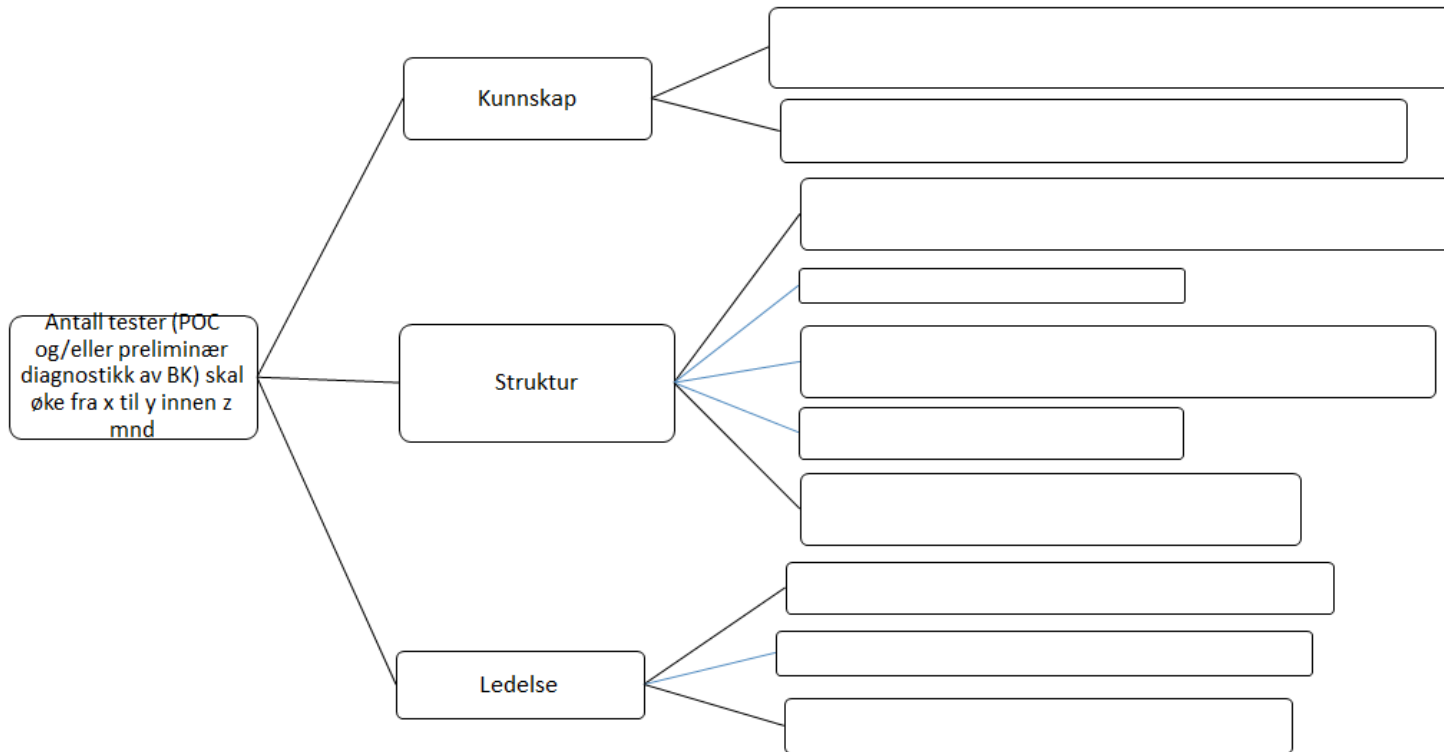 Kunnskap
Antall tester (POC
og/eller preliminær
diagnostikk av BK) skal
øke fra x til y innen z
mnd
Struktur
Ledelse